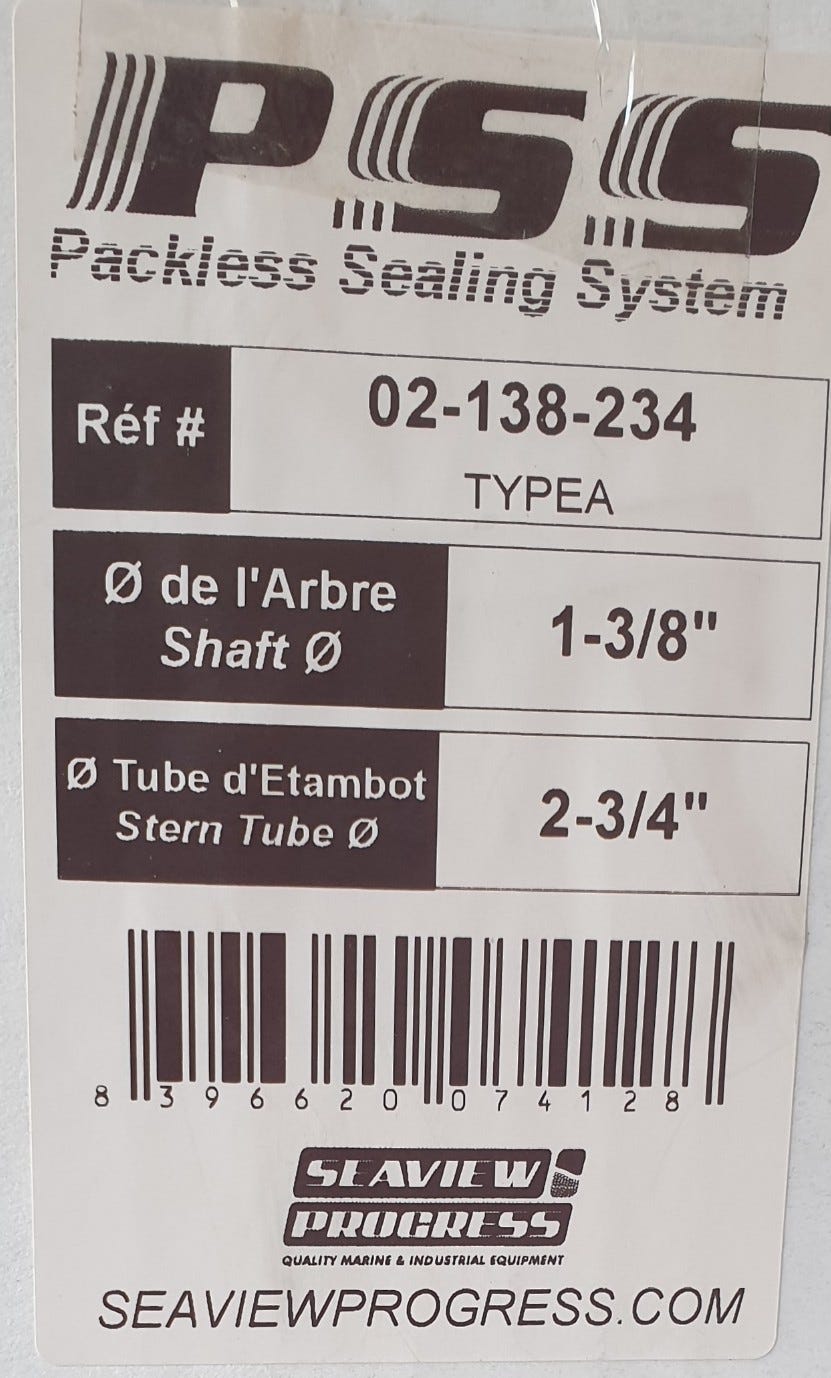 PSS
Packless Sealing System
Réf #
02-138-234
TYPEA
Ø de l'Arbre
Shaft Ø
1-3/8"
Ø Tube d'Etambot
Stern Tube Ø
2-3/4"
8 396620 074128
SEAVIEW
PROGRESS
QUALITY MARINE & INDUSTRIAL EQUIPMENT
SEAVIEWPROGRESS.COM